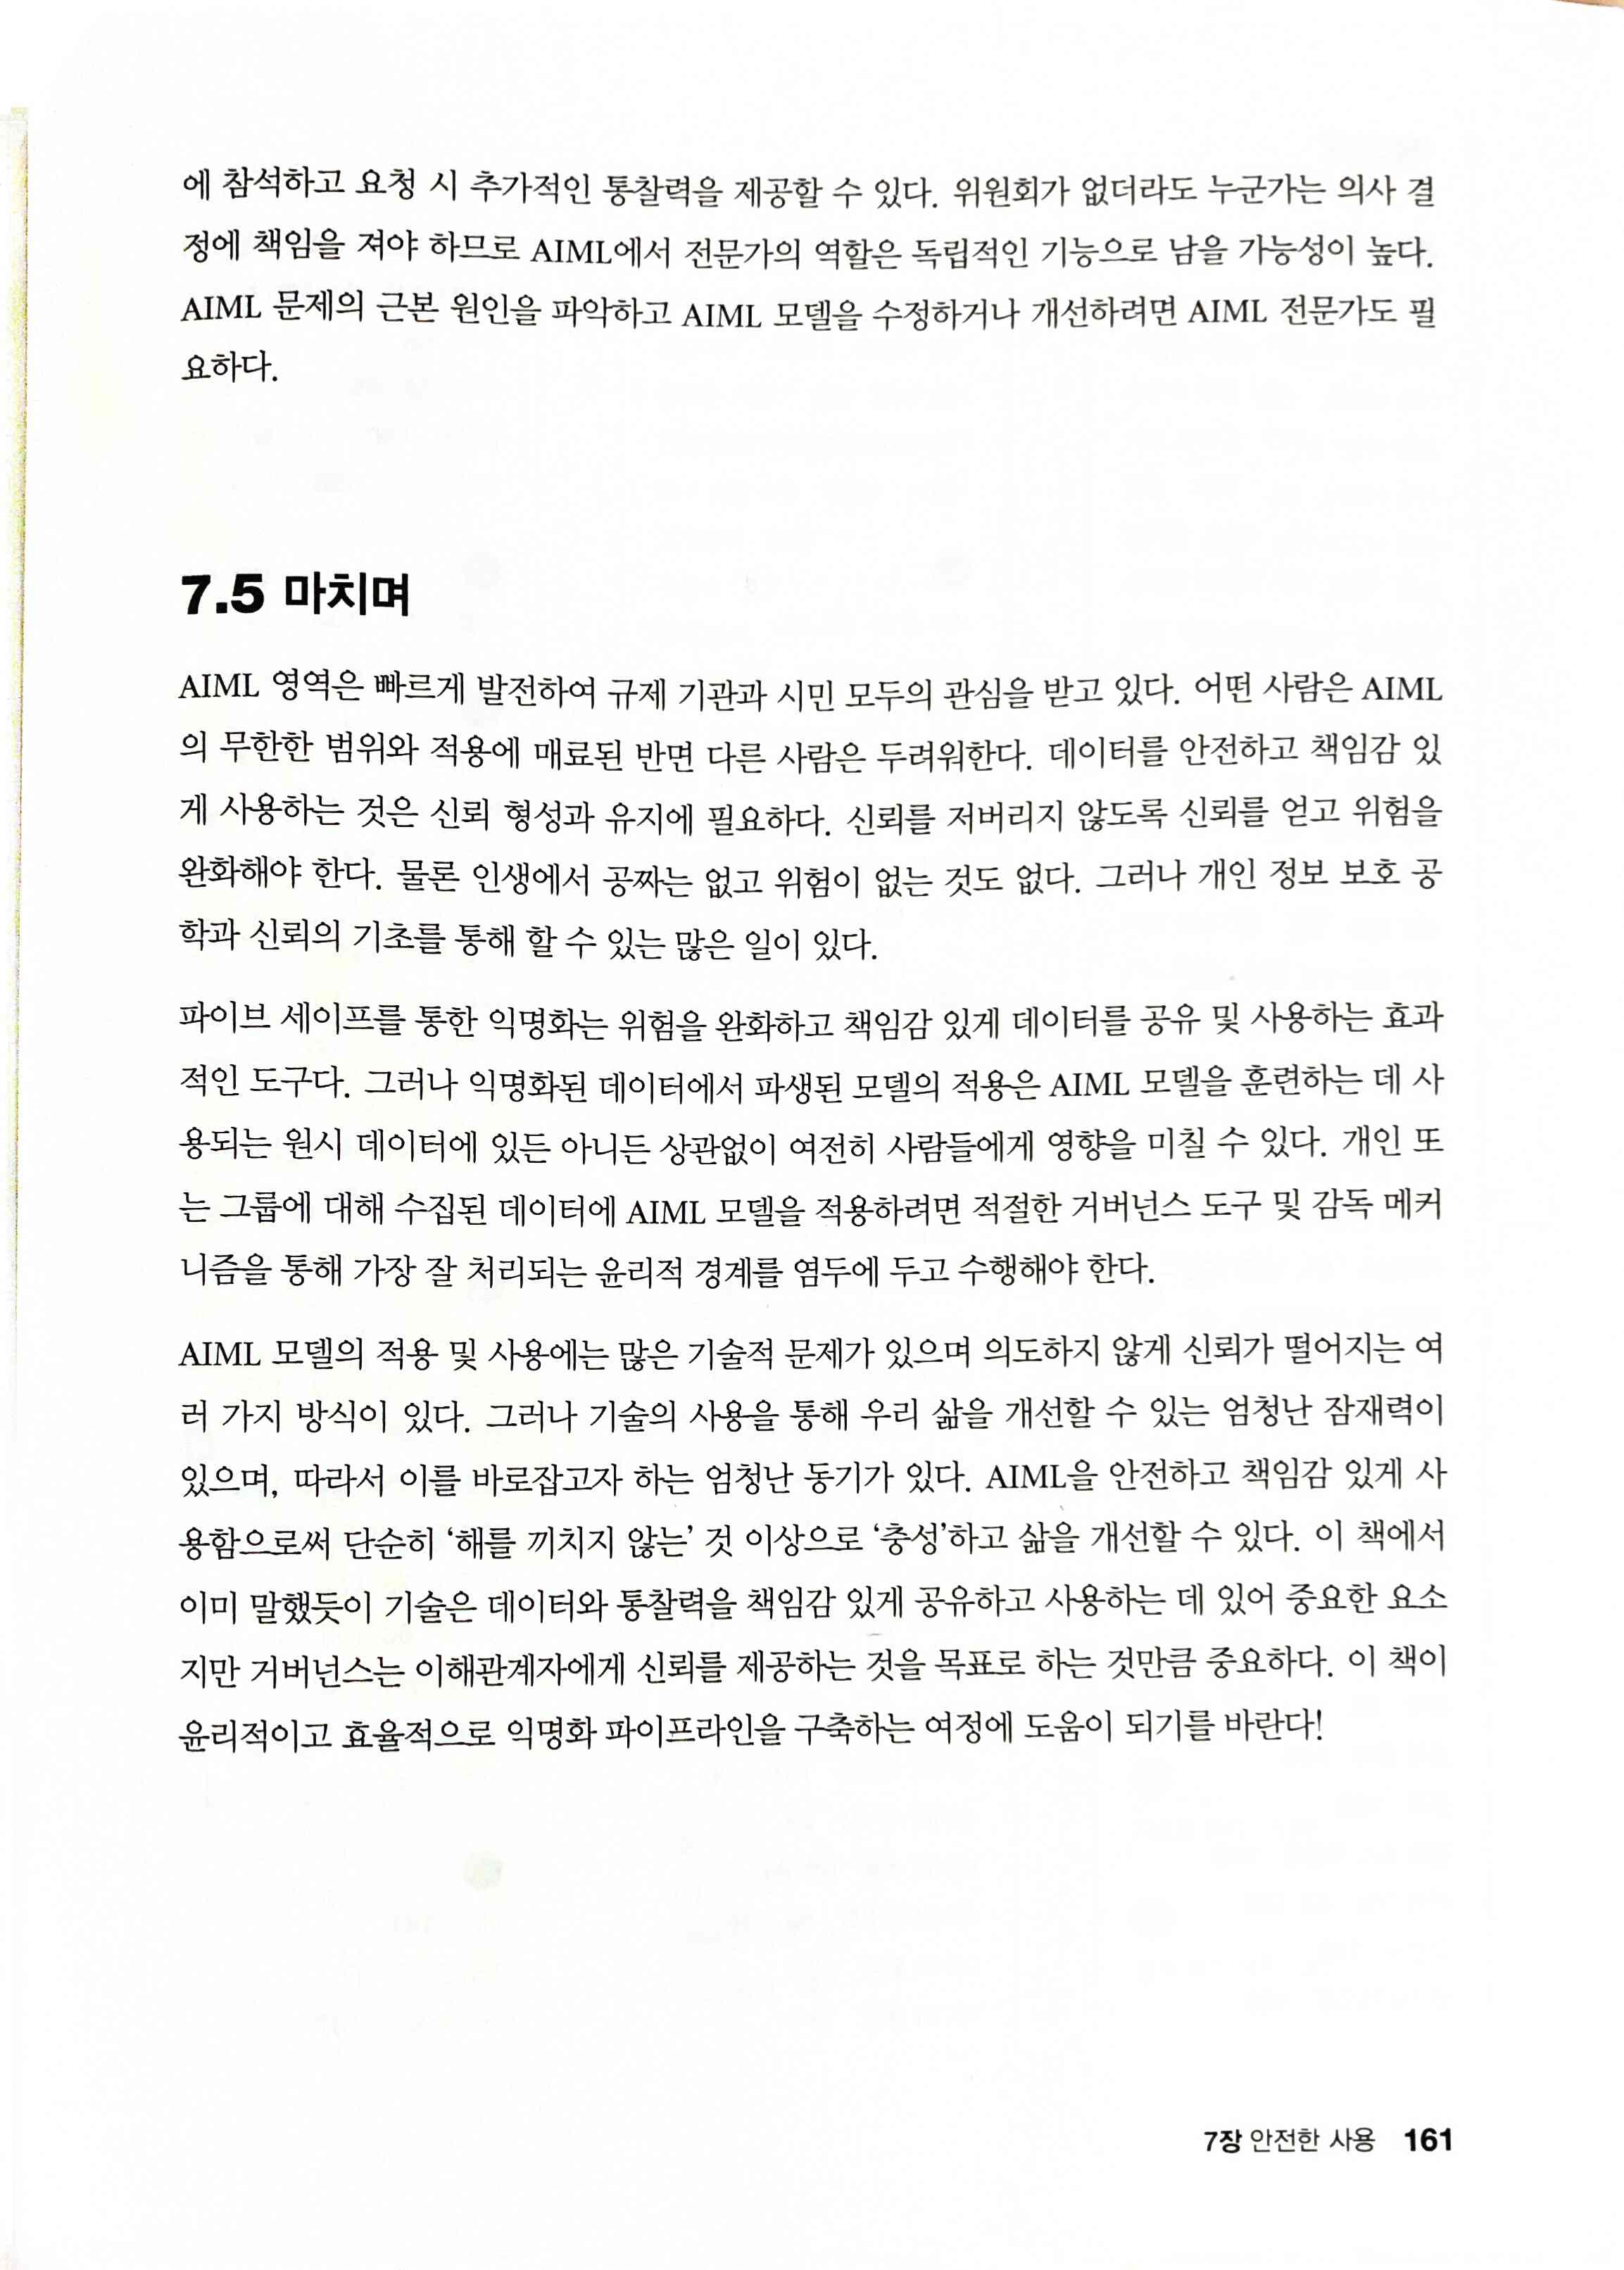 에 참석하고 요청 시 추가적인 통찰력을 제공할 수 있다. 위원회가 없더라도 누군가는 의사 결
정에 책임을 져야 하므로 AIML에서 전문가의 역할은 독립적인 기능으로 남을 가능성이 높다.
AIML 문제의 근본 원인을 파악하고 AIML 모델을 수정하거나 개선하려면 AIML 전문가도 필
요하다.
7.5 마치며
AIML 영역은 빠르게 발전하여 규제 기관과 시민 모두의 관심을 받고 있다. 어떤 사람은 AIML
의 무한한 범위와 적용에 매료된 반면 다른 사람은 두려워한다. 데이터를 안전하고 책임감 있
게 사용하는 것은 신뢰 형성과 유지에 필요하다. 신뢰를 저버리지 않도록 신뢰를 얻고 위험을
완화해야 한다. 물론 인생에서 공짜는 없고 위험이 없는 것도 없다. 그러나 개인 정보 보호 공
학과 신뢰의 기초를 통해 할 수 있는 많은 일이 있다.
파이브 세이프를 통한 익명화는 위험을 완화하고 책임감 있게 데이터를 공유 및 사용하는 효과
적인 도구다. 그러나 익명화된 데이터에서 파생된 모델의 적용은 AIML 모델을 훈련하는 데 사
용되는 원시 데이터에 있든 아니든 상관없이 여전히 사람들에게 영향을 미칠 수 있다. 개인 또
는 그룹에 대해 수집된 데이터에 AIML 모델을 적용하려면 적절한 거버넌스 도구 및 감독 메커
니즘을 통해 가장 잘 처리되는 윤리적 경계를 염두에 두고 수행해야 한다.
AIML 모델의 적용 및 사용에는 많은 기술적 문제가 있으며 의도하지 않게 신뢰가 떨어지는 여
러 가지 방식이 있다. 그러나 기술의 사용을 통해 우리 삶을 개선할 수 있는 엄청난 잠재력이
있으며, 따라서 이를 바로잡고자 하는 엄청난 동기가 있다. AIML을 안전하고 책임감 있게 사
용함으로써 단순히 ‘해를 끼치지 않는’ 것 이상으로 ‘충성’하고 삶을 개선할 수 있다. 이 책에서
이미 말했듯이 기술은 데이터와 통찰력을 책임감 있게 공유하고 사용하는 데 있어 중요한 요소
지만 거버넌스는 이해관계자에게 신뢰를 제공하는 것을 목표로 하는 것만큼 중요하다. 이 책이
윤리적이고 효율적으로 익명화 파이프라인을 구축하는 여정에 도움이 되기를 바란다!
7장 안전한 사용 161